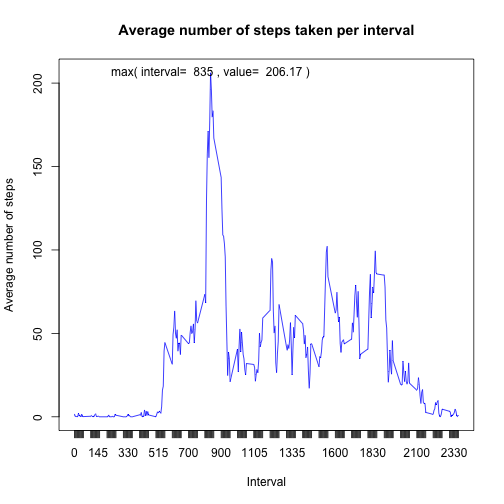 Average number of steps taken per interval
max( interval= 835 , value= 206.17 )
Average number of steps
200
150
100
50
0
0 145 330 515 700 900 1105 1335 1600 1830 2100 2330
Interval